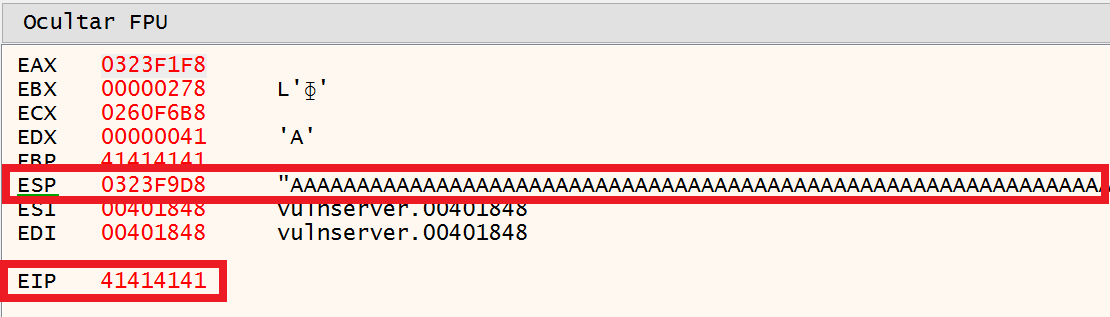 Ocultar FPU
EAX 0323F1F8
EBX 00000278 L'ɸ'
ECX 0260F6B8
EDX 00000041 'A'
EBP 41414141
ESP 0323F9D8 "AAAAAAAAAAAAAAAAAAAAAAAAAAAAAAAAAAAAAAAAAAAAAAAAAAAAAAAAAAAAAA
ESI 00401848 vulnserver.00401848
EDI 00401848 vulnserver.00401848
EIP 41414141